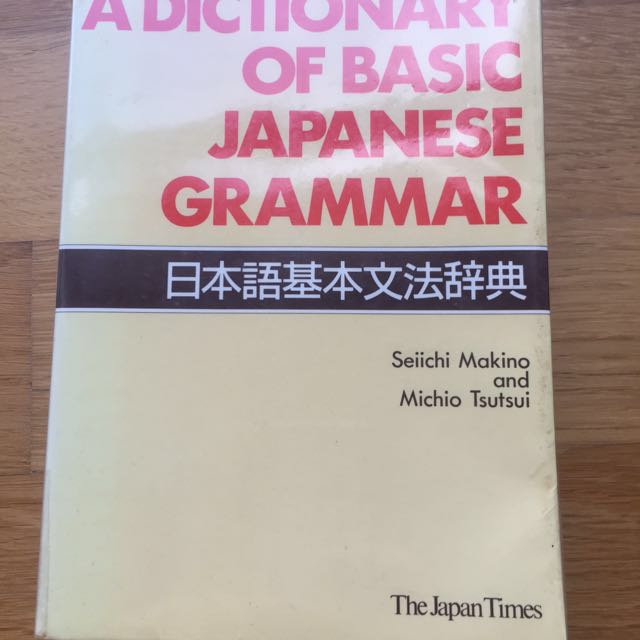 A DICTIONARY
OF BASIC
JAPANESE
GRAMMAR
日本語基本文法辞典
Seiichi Makino
and
Michio Tsutsui
The Japan Times